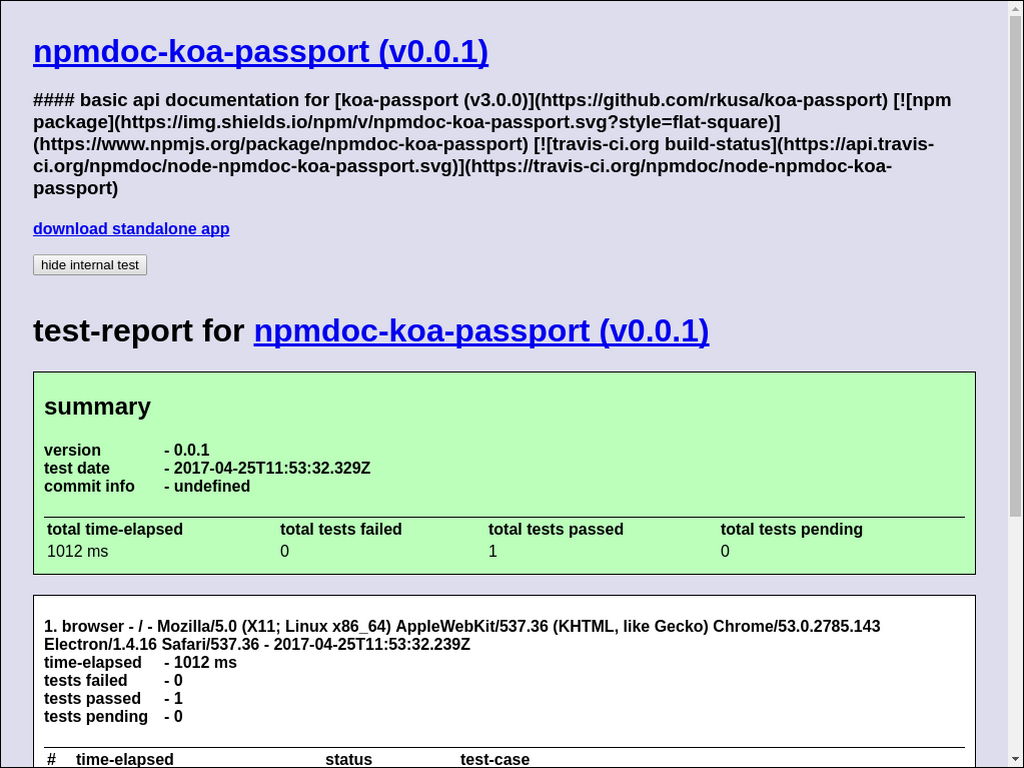 npmdoc-koa-passport (v0.0.1)
#### basic api documentation for [koa-passport (v3.0.0)](https://github.com/rkusa/koa-passport) [![npm
package](https://img.shields.io/npm/v/npmdoc-koa-passport.svg?style=flat-square)]
(https://www.npmjs.org/package/npmdoc-koa-passport) [![travis-ci.org build-status](https://api.travis-
ci.org/npmdoc/node-npmdoc-koa-passport.svg)](https://travis-ci.org/npmdoc/node-npmdoc-koa-
passport)
download standalone app
hide internal test
test-report for npmdoc-koa-passport (v0.0.1)
summary
version - 0.0.1
test date - 2017-04-25T11:53:32.329Z
commit info - undefined
total time-elapsed total tests failed total tests passed total tests pending
1012 ms 0 1 0
1. browser - / - Mozilla/5.0 (X11; Linux x86_64) AppleWebKit/537.36 (KHTML, like Gecko) Chrome/53.0.2785.143
Electron/1.4.16 Safari/537.36 - 2017-04-25T11:53:32.239Z
time-elapsed - 1012 ms
tests failed - 0
tests passed - 1
tests pending - 0
# time-elapsed status test-case